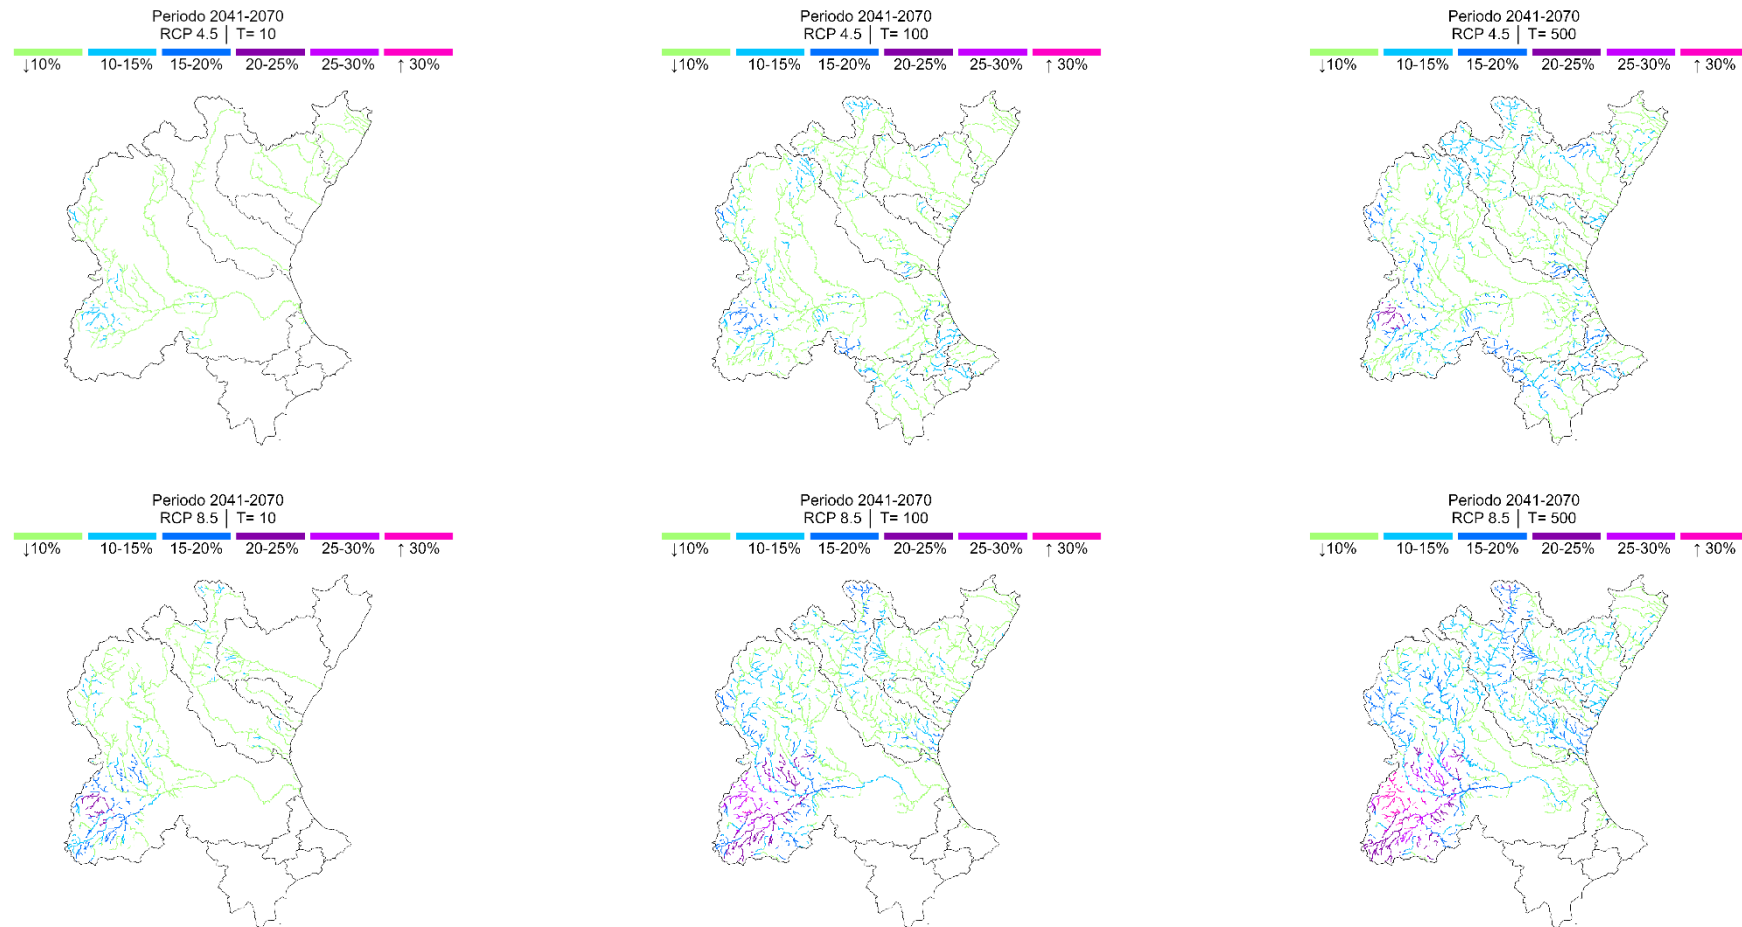 Periodo 2041-2070
RCP 4.5 | T= 10
↓10% 10-15% 15-20% 20-25% 25-30% ↑ 30%
Periodo 2041-2070
RCP 4.5 | T= 100
↓10% 10-15% 15-20% 20-25% 25-30% ↑ 30%
Periodo 2041-2070
RCP 4.5 | T= 500
↓10% 10-15% 15-20% 20-25% 25-30% ↑ 30%
Periodo 2041-2070
RCP 8.5 | T= 10
↓10% 10-15% 15-20% 20-25% 25-30% ↑ 30%
Periodo 2041-2070
RCP 8.5 | T= 100
↓10% 10-15% 15-20% 20-25% 25-30% ↑ 30%
Periodo 2041-2070
RCP 8.5 | T= 500
↓10% 10-15% 15-20% 20-25% 25-30% ↑ 30%